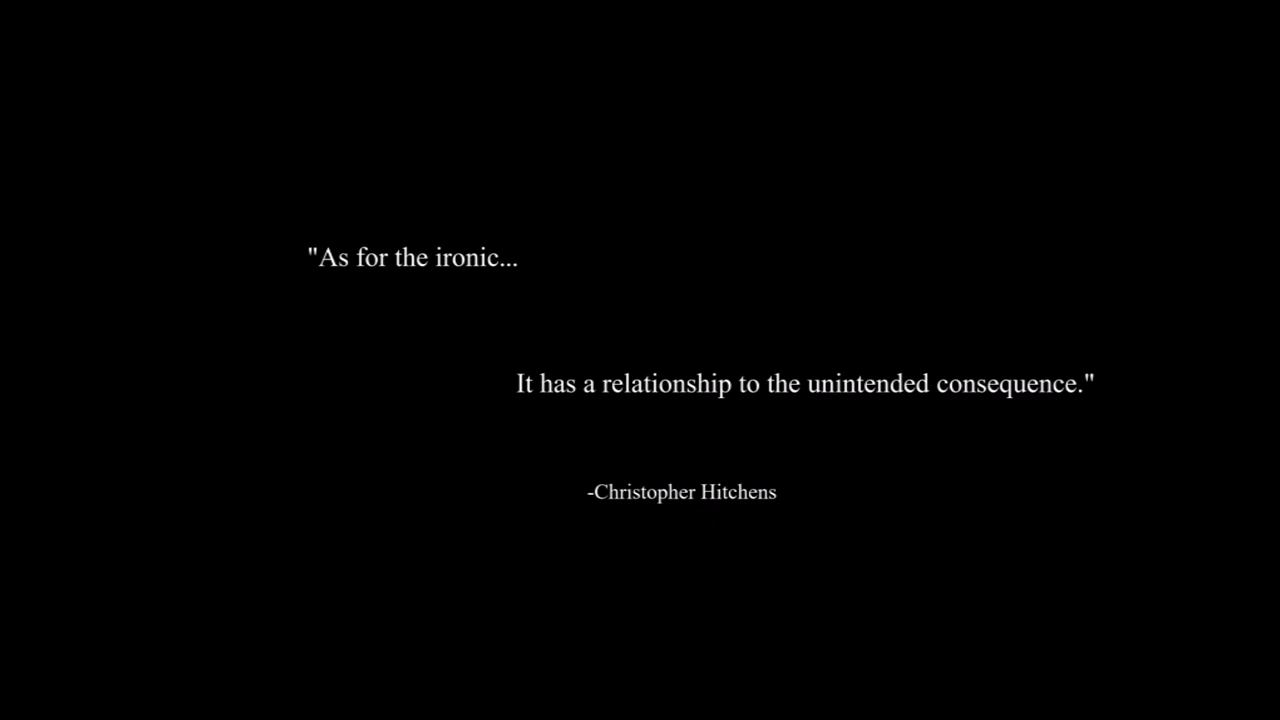 "As for the ironic...
It has a relationship to the unintended consequence."
-Christopher Hitchens